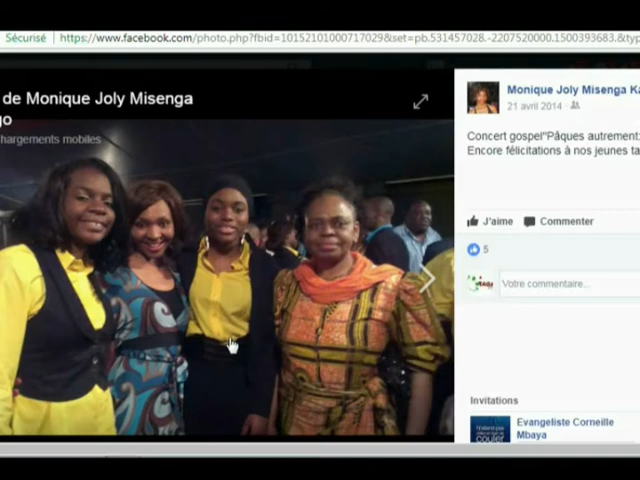 Sécurisé
https://www.facebook.com/photo.php?fbid=10152101000717029&set=pb.531457028.-2207520000.1500393683.&typ
de Monique Joly Misenga
go
hargements mobiles
Monique Joly Misenga Ka
21 avril 2014
Concert gospel"Pâques autrement:
Encore félicitations à nos jeunes ta
J'aime
Commenter
5
Votre commentaire...
Invitations
Evangeliste Corneille
Mbaya
couler